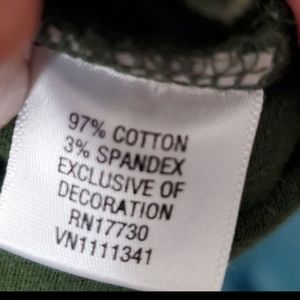 97% COTTON
3% SPANDEX
EXCLUSIVE OF
DECORATION
RN17730
VN1111341